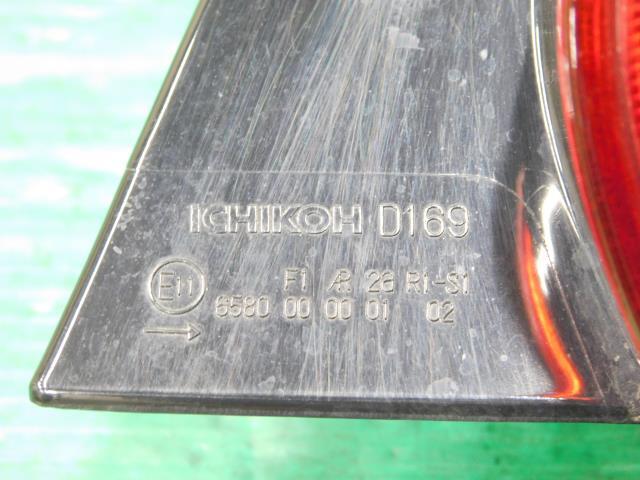 ICHIKOH D169
E11 F1 AR 2a R1-S1
6580 00 00 01 02